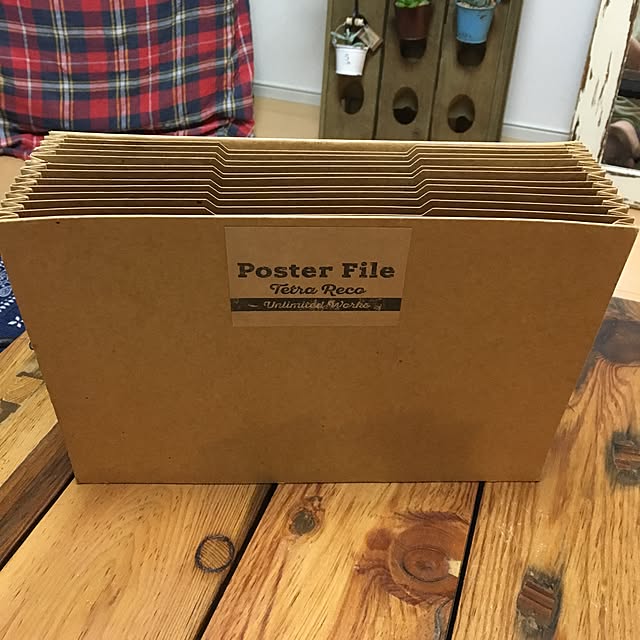 Poster File
Tetra Reco
Unlimited Works